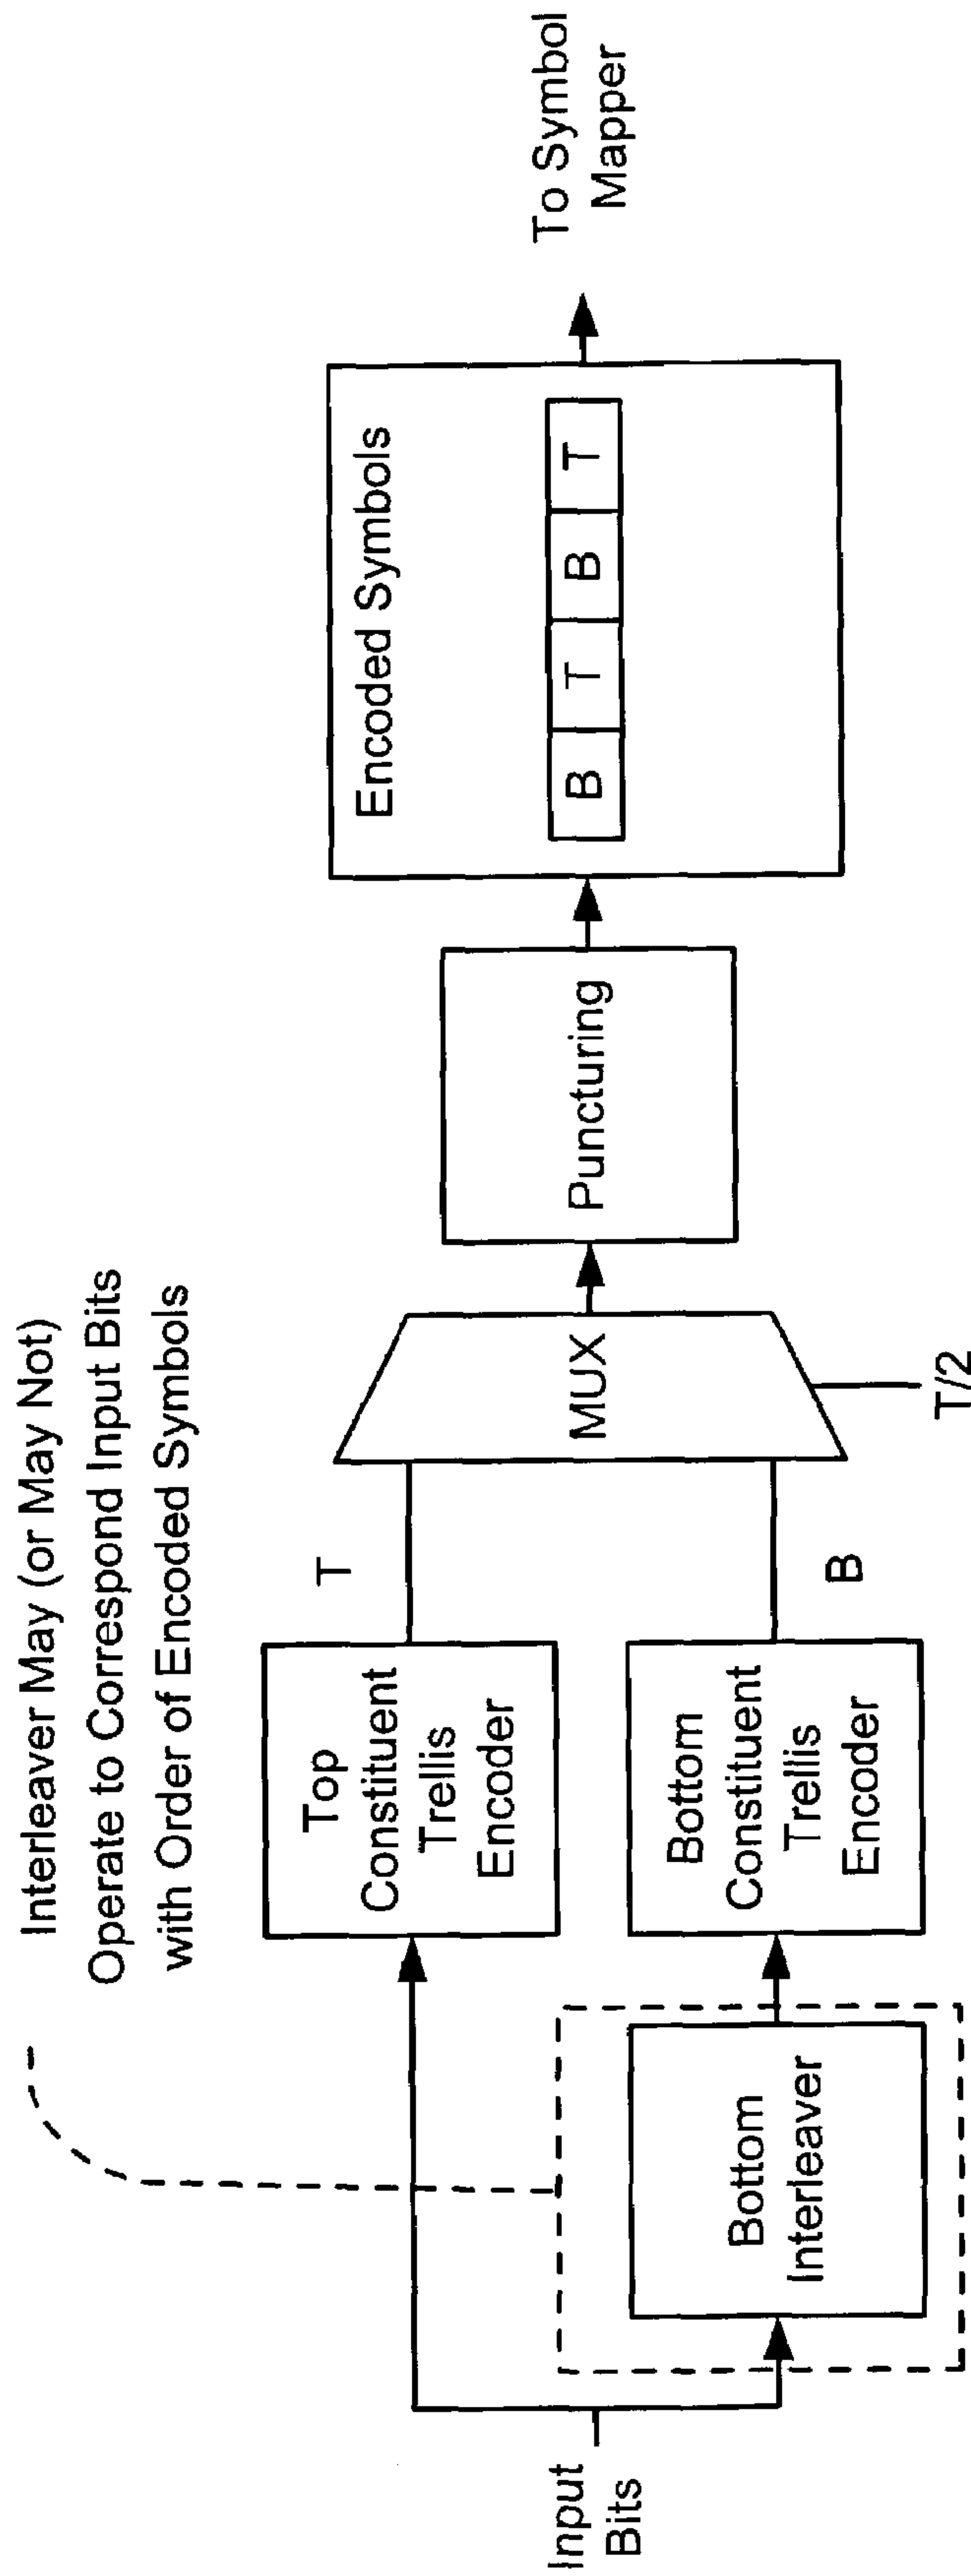 Interleaver May (or May Not)
Operate to Correspond Input Bits
with Order of Encoded Symbols
Input
Bits
Bottom
Interleaver
Top
Constituent
Trellis
Encoder
Bottom
Constituent
Trellis
Encoder
T
B
MUX
T/2
Puncturing
Encoded Symbols
B T B T
To Symbol
Mapper